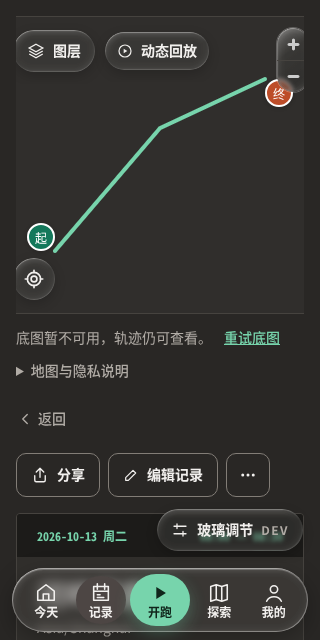 图层
动态回放
终
起
底图暂不可用，轨迹仍可查看。 重试底图
地图与隐私说明
返回
分享
编辑记录
2026-10-13 周二
玻璃调节 DEV
今天
记录
开跑
探索
我的